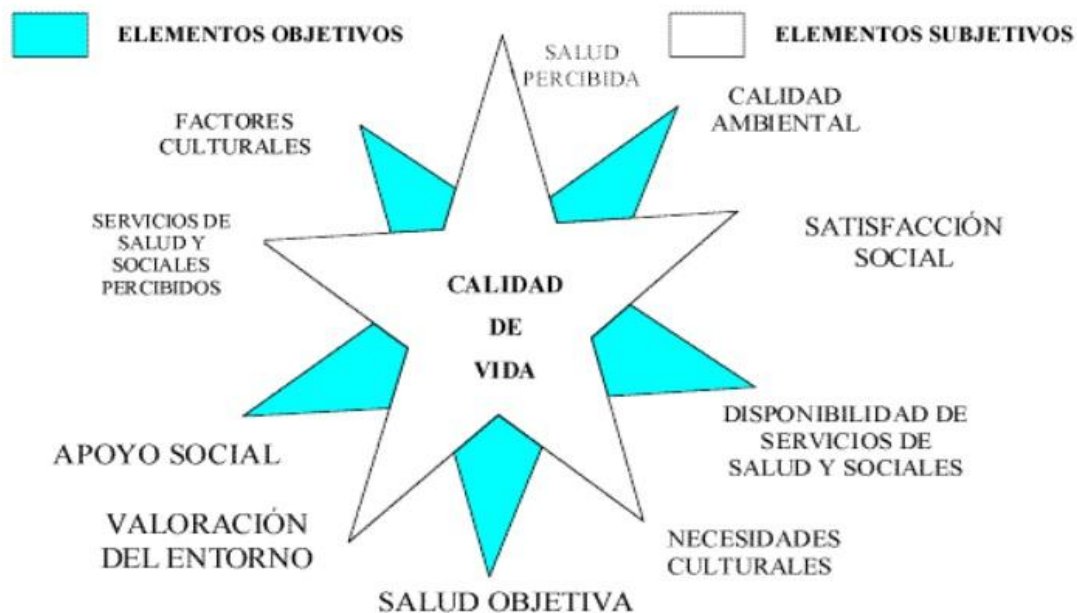 ELEMENTOS OBJETIVOS
ELEMENTOS SUBJETIVOS
SALUD
PERCIBIDA
CALIDAD
AMBIENTAL
FACTORES
CULTURALES
SERVICIOS DE
SALUD Y
SOCIALES
PERCIBIDOS
SATISFACCIÓN
SOCIAL
CALIDAD
DE
VIDA
APOYO SOCIAL
DISPONIBILIDAD DE
SERVICIOS DE
SALUD Y SOCIALES
VALORACIÓN
DEL ENTORNO
NECESIDADES
CULTURALES
SALUD OBJETIVA